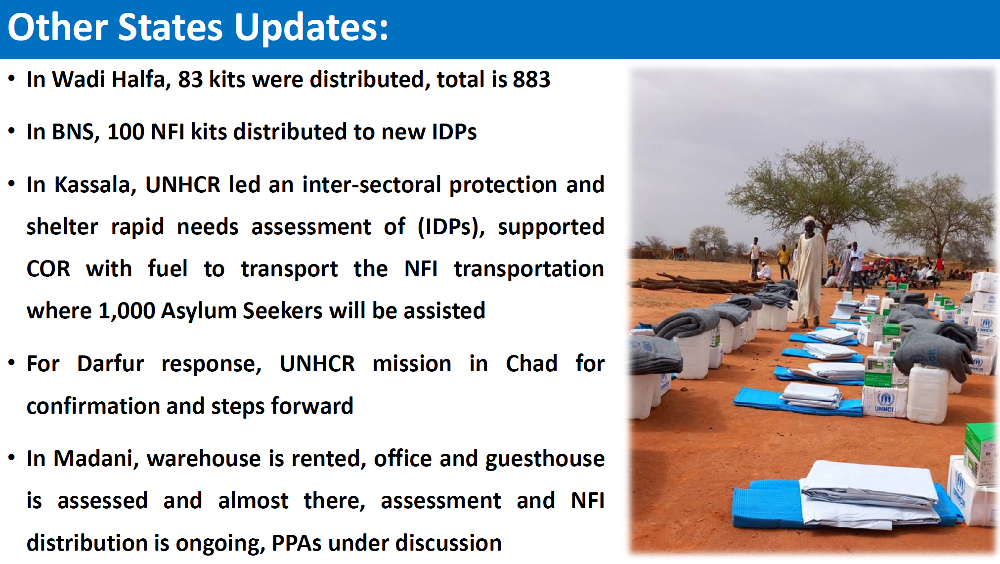 Other States Updates:
• In Wadi Halfa, 83 kits were distributed, total is 883
• In BNS, 100 NFI kits distributed to new IDPs
• In Kassala, UNHCR led an inter-sectoral protection and
shelter rapid needs assessment of (IDPs), supported
COR with fuel to transport the NFI transportation
where 1,000 Asylum Seekers will be assisted
• For Darfur response, UNHCR mission in Chad for
confirmation and steps forward
• In Madani, warehouse is rented, office and guesthouse
is assessed and almost there, assessment and NFI
distribution is ongoing, PPAs under discussion
UNHCR
UNHCR